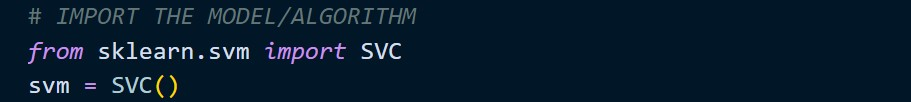 # IMPORT THE MODEL/ALGORITHM
from sklearn.svm import SVC
svm = SVC()